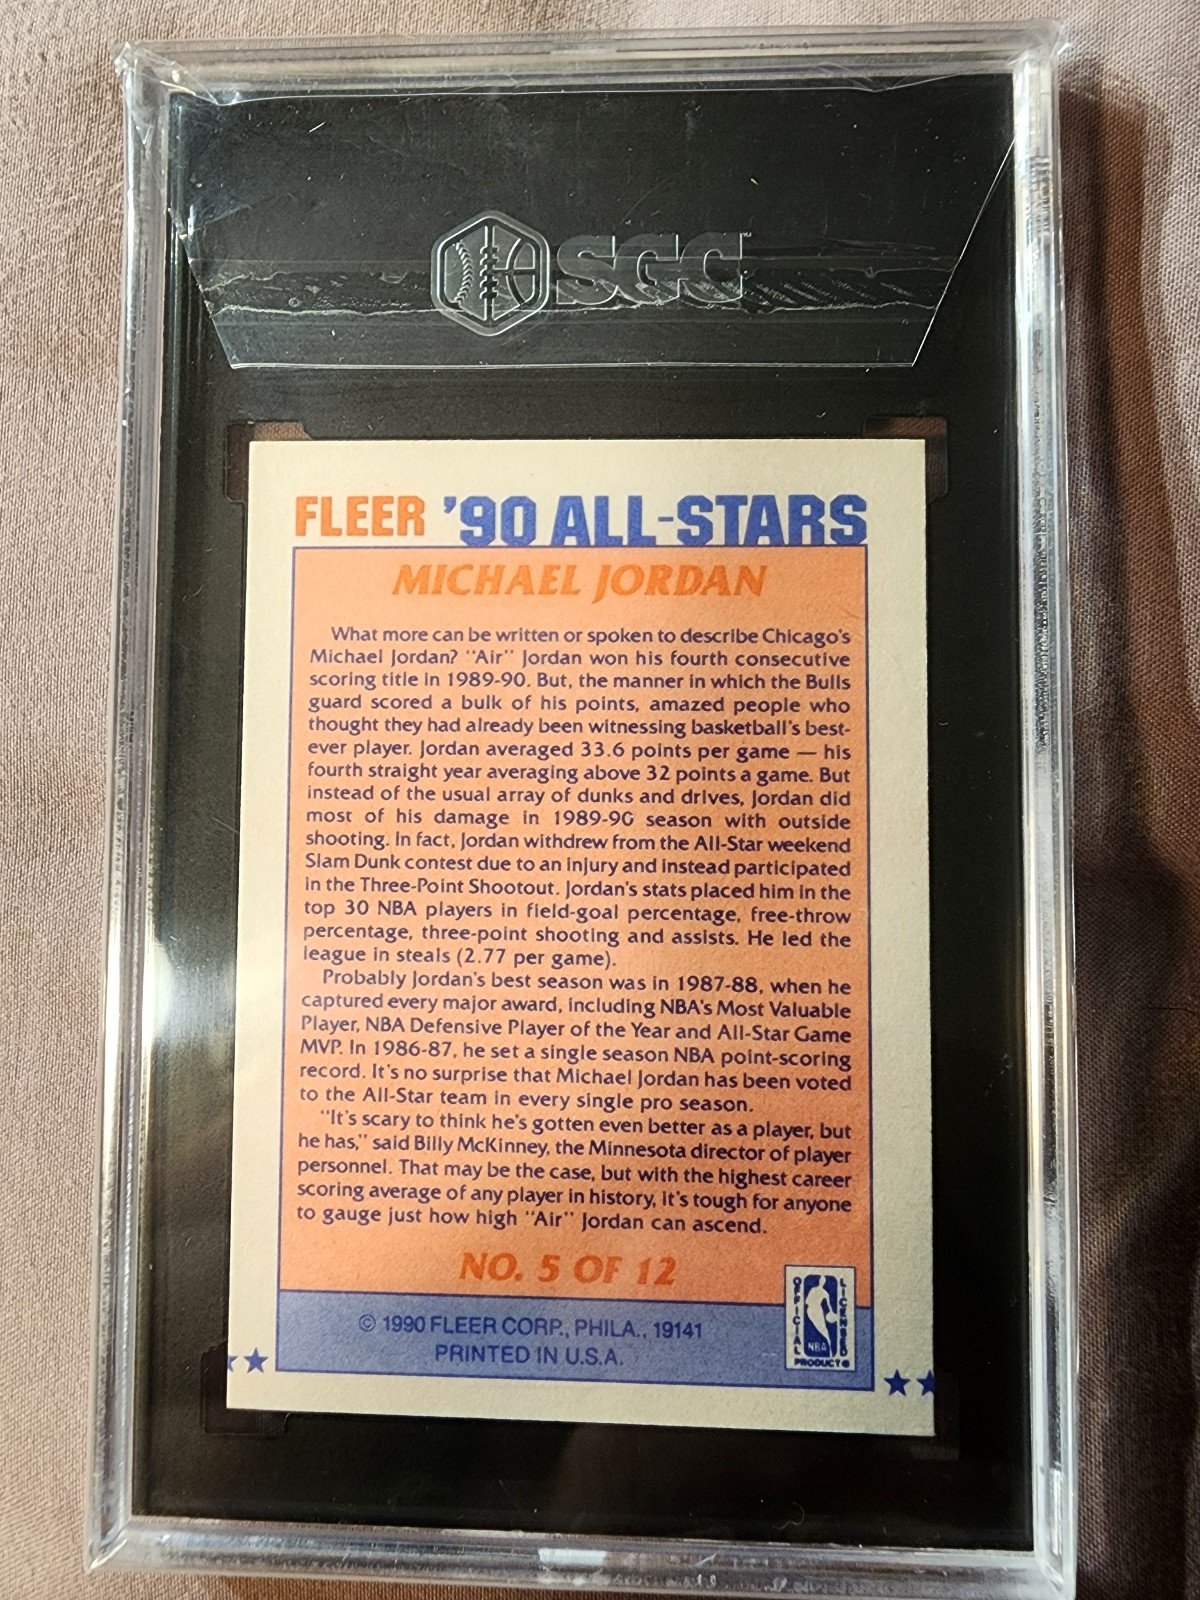 SGC
FLEER '90 ALL-STARS
MICHAEL JORDAN
What more can be written or spoken to describe Chicago's
Michael Jordan? "Air" Jordan won his fourth consecutive
scoring title in 1989-90. But, the manner in which the Bulls
guard scored a bulk of his points, amazed people who
thought they had already been witnessing basketball's best-
ever player. Jordan averaged 33.6 points per game — his
fourth straight year averaging above 32 points a game. But
instead of the usual array of dunks and drives, Jordan did
most of his damage in 1989-90 season with outside
shooting. In fact, Jordan withdrew from the All-Star weekend
Slam Dunk contest due to an injury and instead participated
in the Three-Point Shootout. Jordan's stats placed him in the
top 30 NBA players in field-goal percentage, free-throw
percentage, three-point shooting and assists. He led the
league in steals (2.77 per game).
Probably Jordan's best season was in 1987-88, when he
captured every major award, including NBA's Most Valuable
Player, NBA Defensive Player of the Year and All-Star Game
MVP. In 1986-87, he set a single season NBA point-scoring
record. It's no surprise that Michael Jordan has been voted
to the All-Star team in every single pro season.
"It's scary to think he's gotten even better as a player, but
he has," said Billy McKinney, the Minnesota director of player
personnel. That may be the case, but with the highest career
scoring average of any player in history, it's tough for anyone
to gauge just how high "Air" Jordan can ascend.
NO. 5 OF 12
© 1990 FLEER CORP., PHILA., 19141
PRINTED IN U.S.A.
OFFICIAL
NBA
LICENSED
PRODUCT ®